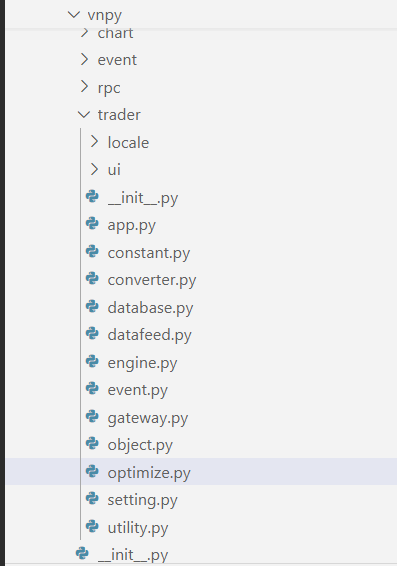 vnpy
chart
event
rpc
trader
locale
ui
__init__.py
app.py
constant.py
converter.py
database.py
datafeed.py
engine.py
event.py
gateway.py
object.py
optimize.py
setting.py
utility.py
__init__.py